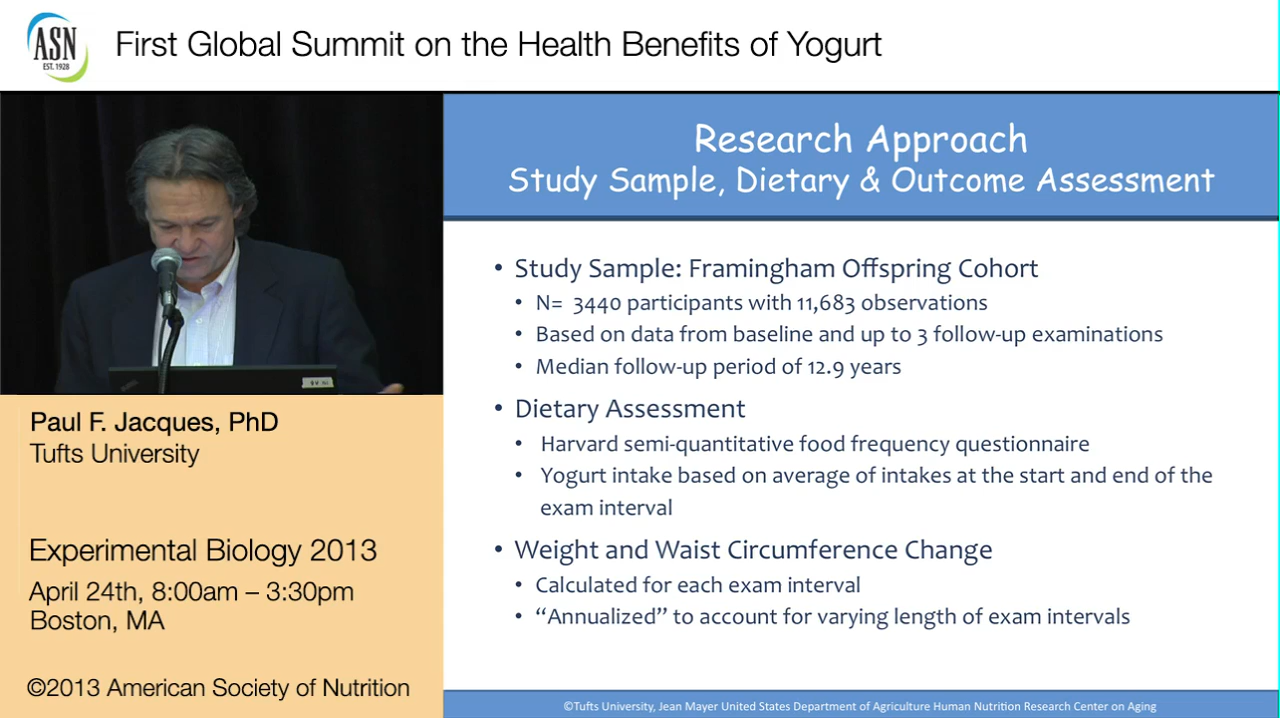 ASN
EST. 1928
First Global Summit on the Health Benefits of Yogurt
Paul F. Jacques, PhD
Tufts University
Experimental Biology 2013
April 24th, 8:00am – 3:30pm
Boston, MA
©2013 American Society of Nutrition
Research Approach
Study Sample, Dietary & Outcome Assessment
• Study Sample: Framingham Offspring Cohort
• N= 3440 participants with 11,683 observations
• Based on data from baseline and up to 3 follow-up examinations
• Median follow-up period of 12.9 years
• Dietary Assessment
• Harvard semi-quantitative food frequency questionnaire
• Yogurt intake based on average of intakes at the start and end of the
exam interval
• Weight and Waist Circumference Change
• Calculated for each exam interval
• “Annualized” to account for varying length of exam intervals
©Tufts University, Jean Mayer United States Department of Agriculture Human Nutrition Research Center on Aging